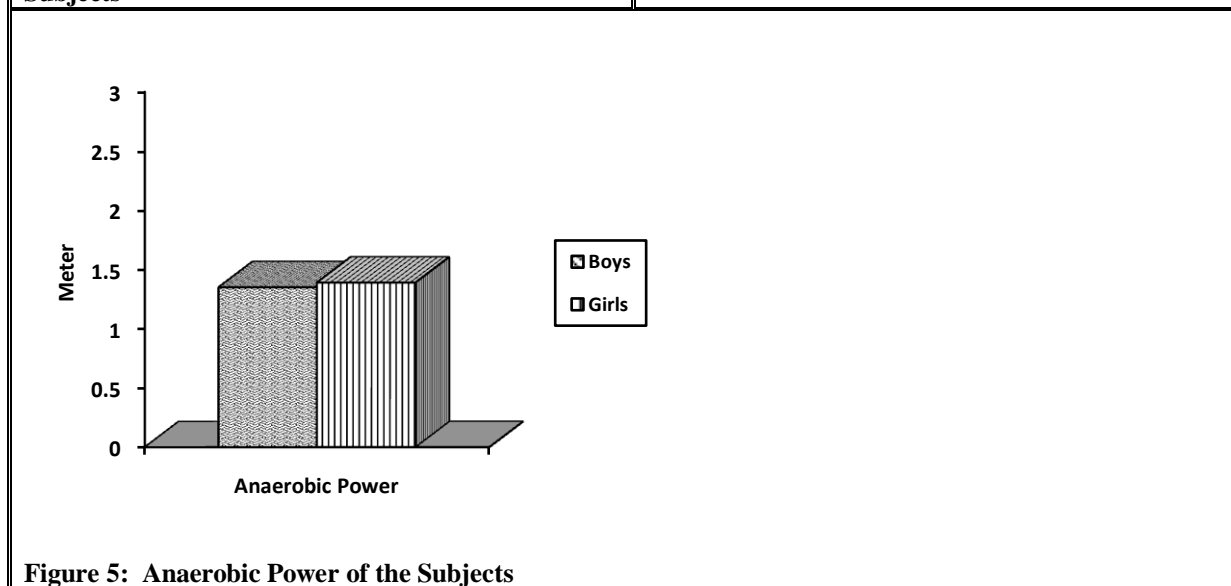 Subjects
3
2.5
2
1.5
1
0.5
0
Meter
Boys
Girls
Anaerobic Power
Figure 5: Anaerobic Power of the Subjects